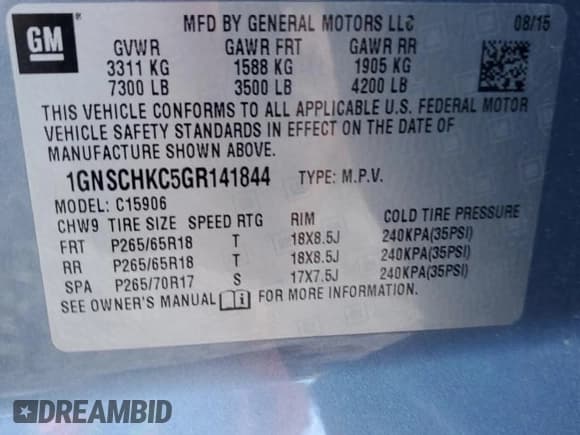 GM
MFD BY GENERAL MOTORS LLC
08/15
GVWR GAWR FRT GAWR RR
3311 KG 1588 KG 1905 KG
7300 LB 3500 LB 4200 LB
THIS VEHICLE CONFORMS TO ALL APPLICABLE U.S. FEDERAL MOTOR
VEHICLE SAFETY STANDARDS IN EFFECT ON THE DATE OF
MANUFACTURE SHOWN ABOVE.
1GNSCHKC5GR141844 TYPE: M.P.V.
MODEL: C15906
CHW9 TIRE SIZE SPEED RTG RIM COLD TIRE PRESSURE
FRT P265/65R18 T 18X8.5J 240KPA(35PSI)
RR P265/65R18 T 18X8.5J 240KPA(35PSI)
SPA P265/70R17 S 17X7.5J 240KPA(35PSI)
SEE OWNER'S MANUAL i FOR MORE INFORMATION.
DREAMBID